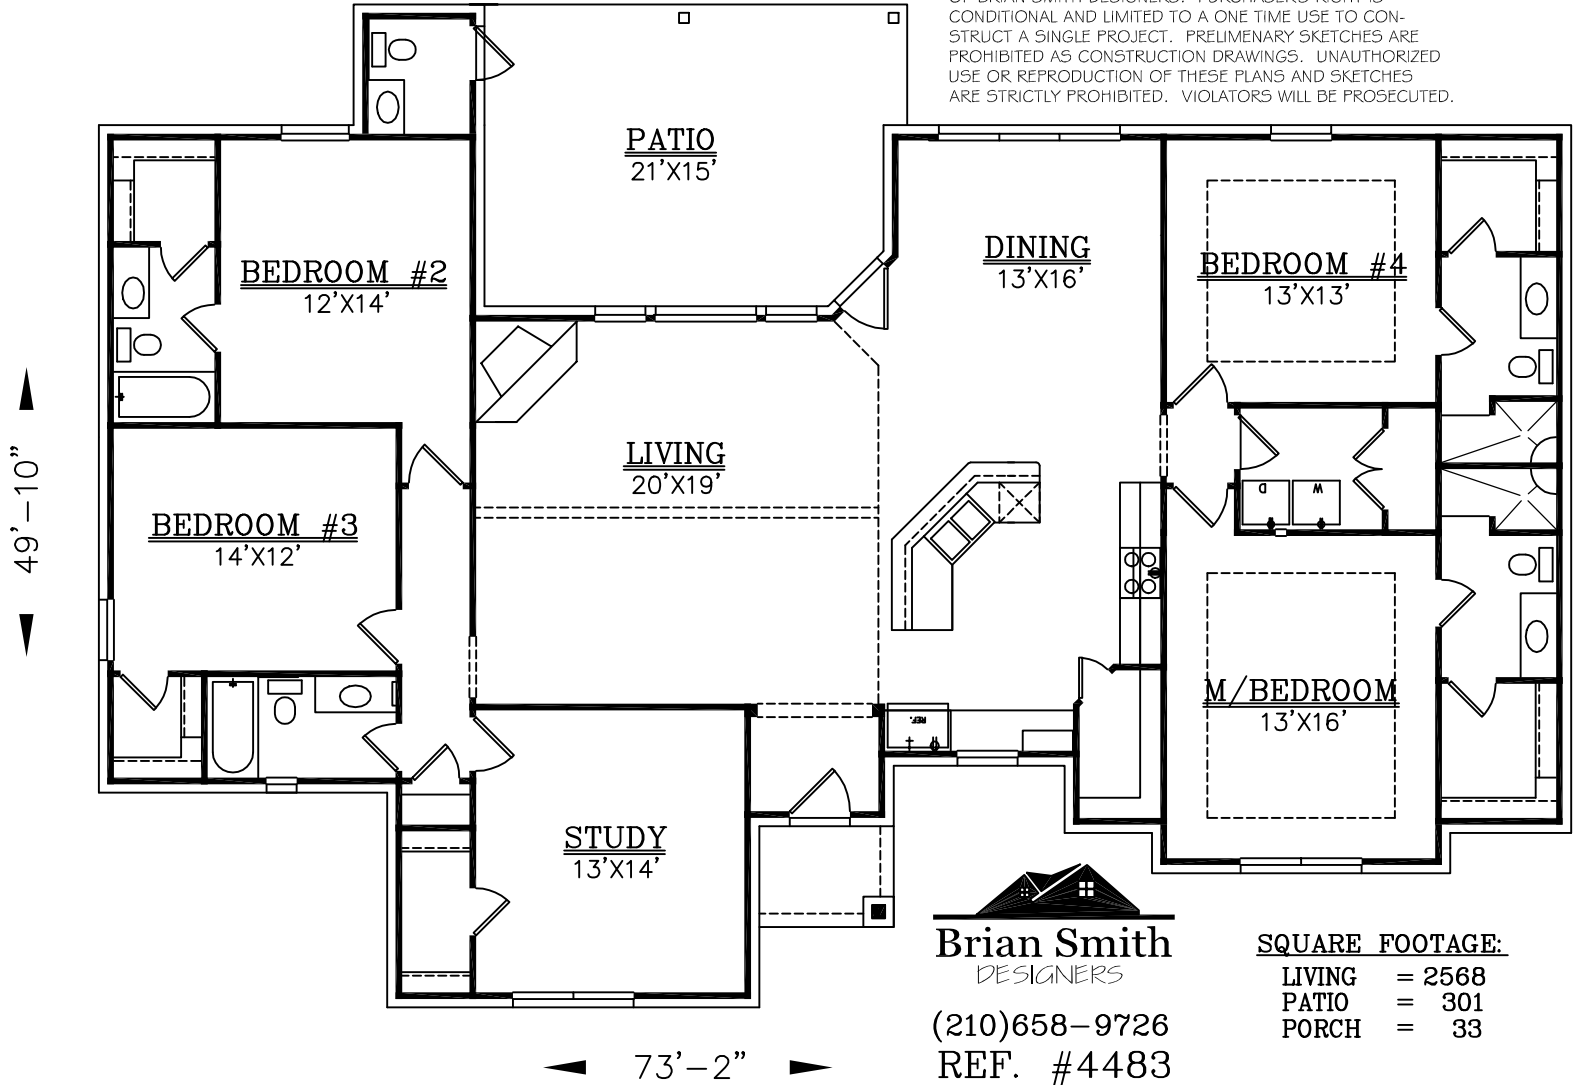 CONDITIONAL AND LIMITED TO A ONE TIME USE TO CON-
STRUCT A SINGLE PROJECT. PRELIMENARY SKETCHES ARE
PROHIBITED AS CONSTRUCTION DRAWINGS. UNAUTHORIZED
USE OR REPRODUCTION OF THESE PLANS AND SKETCHES
ARE STRICTLY PROHIBITED. VIOLATORS WILL BE PROSECUTED.
PATIO
21'X15'
BEDROOM #2
12'X14'
DINING
13'X16'
BEDROOM #4
13'X13'
LIVING
20'X19'
D
W
BEDROOM #3
14'X12'
49'-10"
M/BEDROOM
13'X16'
REF.
STUDY
13'X14'
Brian Smith
DESIGNERS
(210)658-9726
REF. #4483
SQUARE FOOTAGE:
LIVING = 2568
PATIO = 301
PORCH = 33
73'-2"